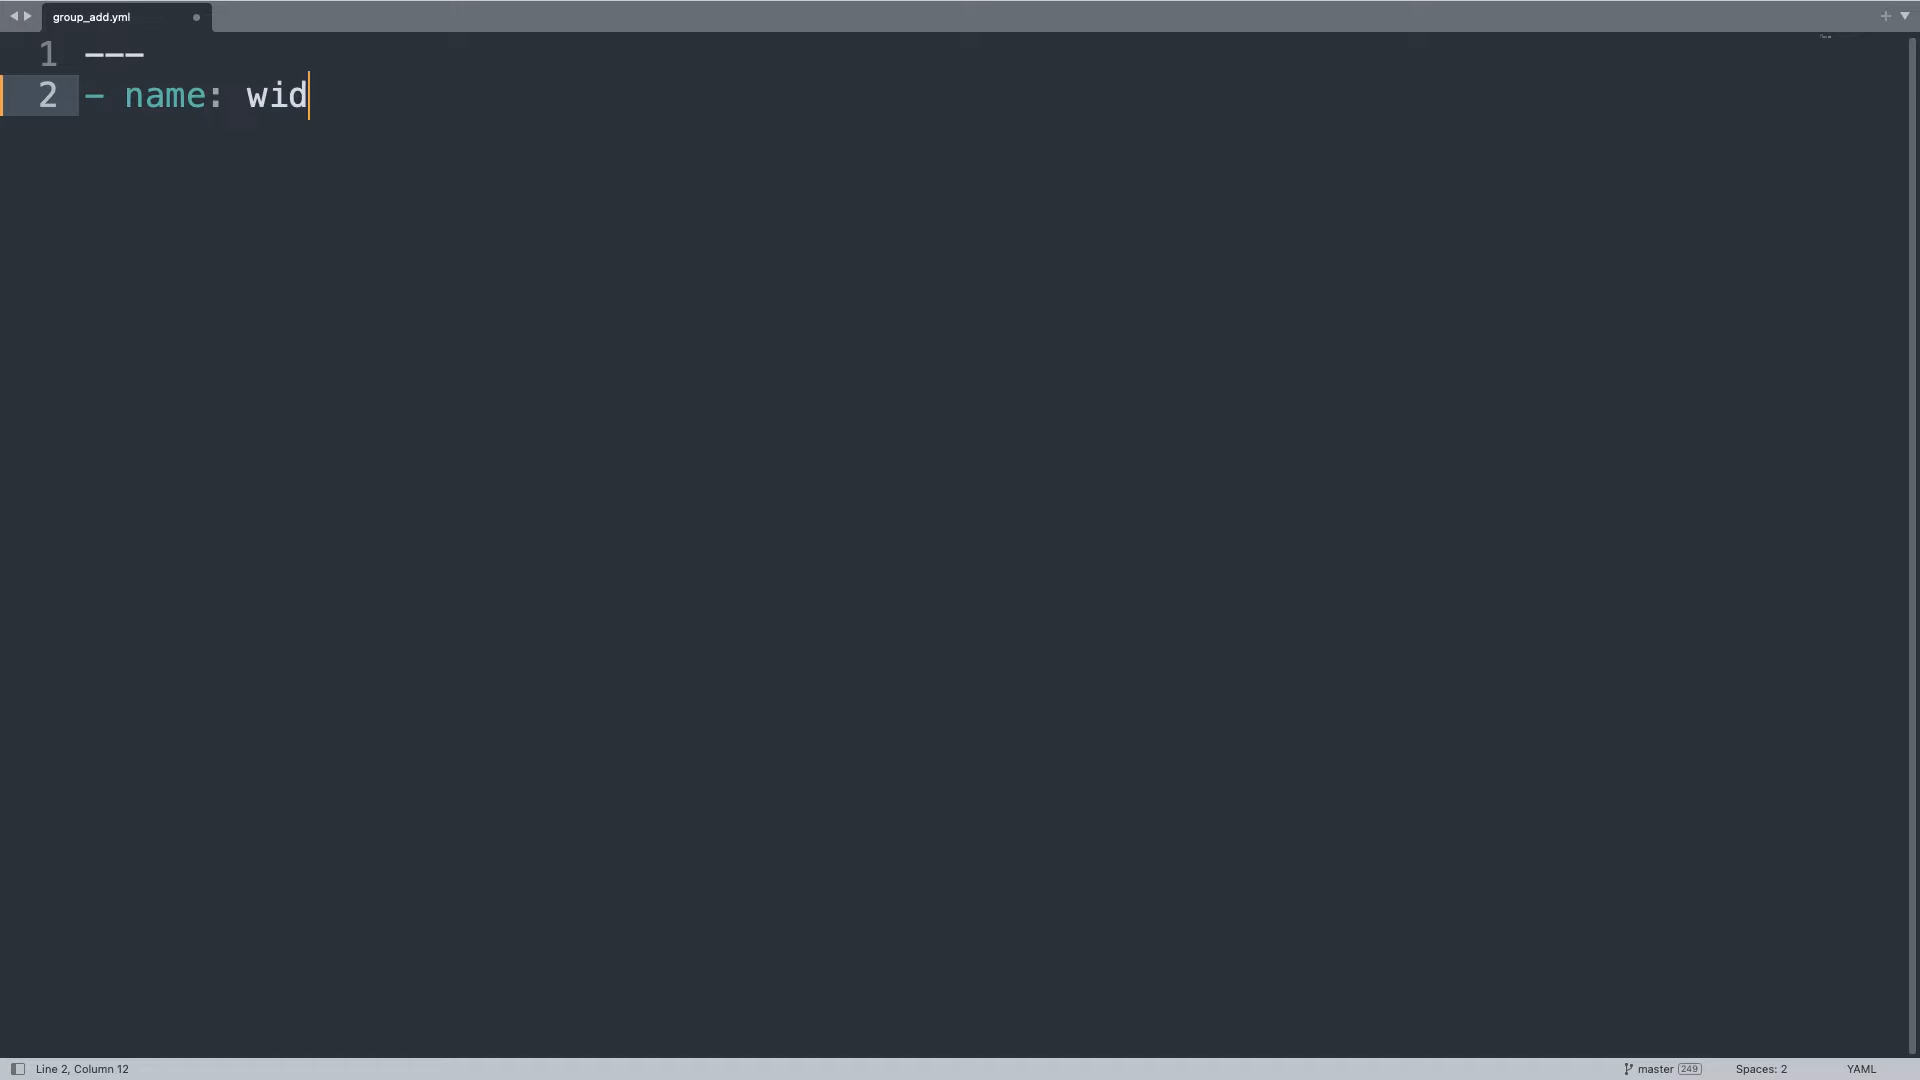 group_add.yml
1 ---
2 - name: wid
Line 2, Column 12
master 249
Spaces: 2
YAML